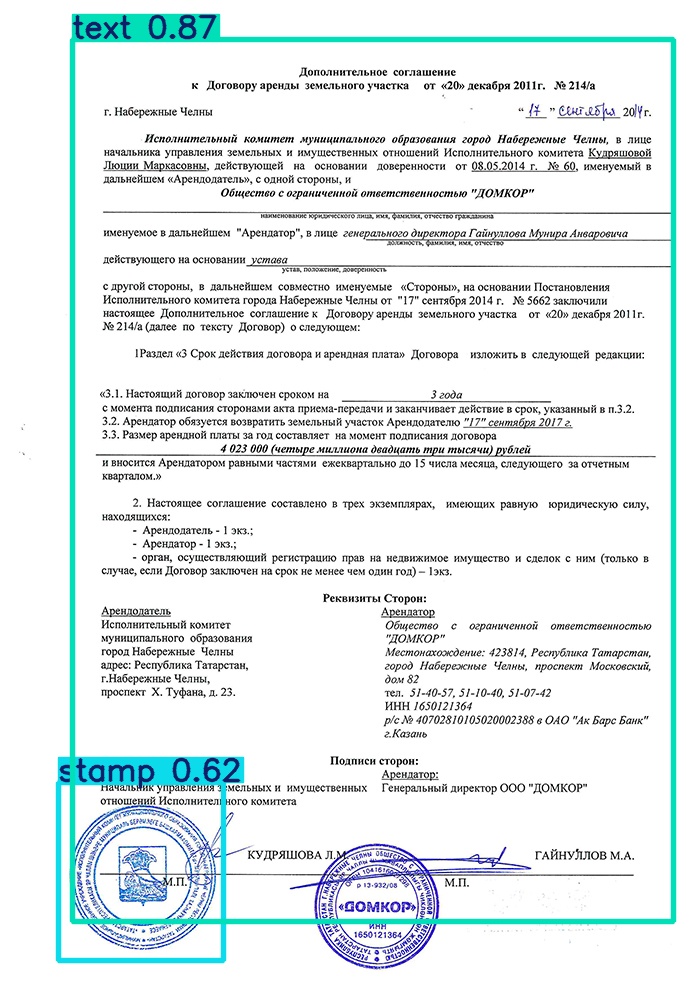 text 0.87
Дополнительное соглашение
к Договору аренды земельного участка от «20» декабря 2011г. № 214/а
г. Набережные Челны “ 17 ” сентября 2014г.
Исполнительный комитет муниципального образования город Набережные Челны, в лице
начальника управления земельных и имущественных отношений Исполнительного комитета Кудряшовой
Люции Маркасовны, действующей на основании доверенности от 08.05.2014 г. № 60, именуемый в
дальнейшем «Арендодатель», с одной стороны, и
Общество с ограниченной ответственностью "ДОМКОР"
наименование юридического лица, имя, фамилия, отчество гражданина
именуемое в дальнейшем "Арендатор", в лице генерального директора Гайнуллова Мунира Анваровича
должность, фамилия, имя, отчество
действующего на основании устава
устав, положение, доверенность
с другой стороны, в дальнейшем совместно именуемые «Стороны», на основании Постановления
Исполнительного комитета города Набережные Челны от "17" сентября 2014 г. № 5662 заключили
настоящее Дополнительное соглашение к Договору аренды земельного участка от «20» декабря 2011г.
№ 214/а (далее по тексту Договор) о следующем:
1Раздел «3 Срок действия договора и арендная плата» Договора изложить в следующей редакции:
«3.1. Настоящий договор заключен сроком на 3 года
с момента подписания сторонами акта приема-передачи и заканчивает действие в срок, указанный в п.3.2.
3.2. Арендатор обязуется возвратить земельный участок Арендодателю "17" сентября 2017 г.
3.3. Размер арендной платы за год составляет на момент подписания договора
4 023 000 (четыре миллиона двадцать три тысячи) рублей
и вносится Арендатором равными частями ежеквартально до 15 числа месяца, следующего за отчетным
кварталом.»
2. Настоящее соглашение составлено в трех экземплярах, имеющих равную юридическую силу,
находящихся:
- Арендодатель - 1 экз.;
- Арендатор - 1 экз.;
- орган, осуществляющий регистрацию прав на недвижимое имущество и сделок с ним (только в
случае, если Договор заключен на срок не менее чем один год) – 1экз.
Реквизиты Сторон:
Арендодатель
Исполнительный комитет
муниципального образования
город Набережные Челны
адрес: Республика Татарстан,
г.Набережные Челны,
проспект Х. Туфана, д. 23.
Арендатор
Общество с ограниченной ответственностью
"ДОМКОР"
Местонахождение: 423814, Республика Татарстан,
город Набережные Челны, проспект Московский,
дом 82
тел. 51-40-57, 51-10-40, 51-07-42
ИНН 1650121364
р/с № 40702810105020002388 в ОАО "Ак Барс Банк"
г.Казань
Подписи сторон:
stamp 0.62
Начальник управления земельных и имущественных
отношений Исполнительного комитета
Арендатор:
Генеральный директор ООО "ДОМКОР"
КУДРЯШОВА Л.М. ГАЙНУЛЛОВ М.А.
М.П. М.П.
р 13-932/08
«ДОМКОР»
ИНН
1650121364